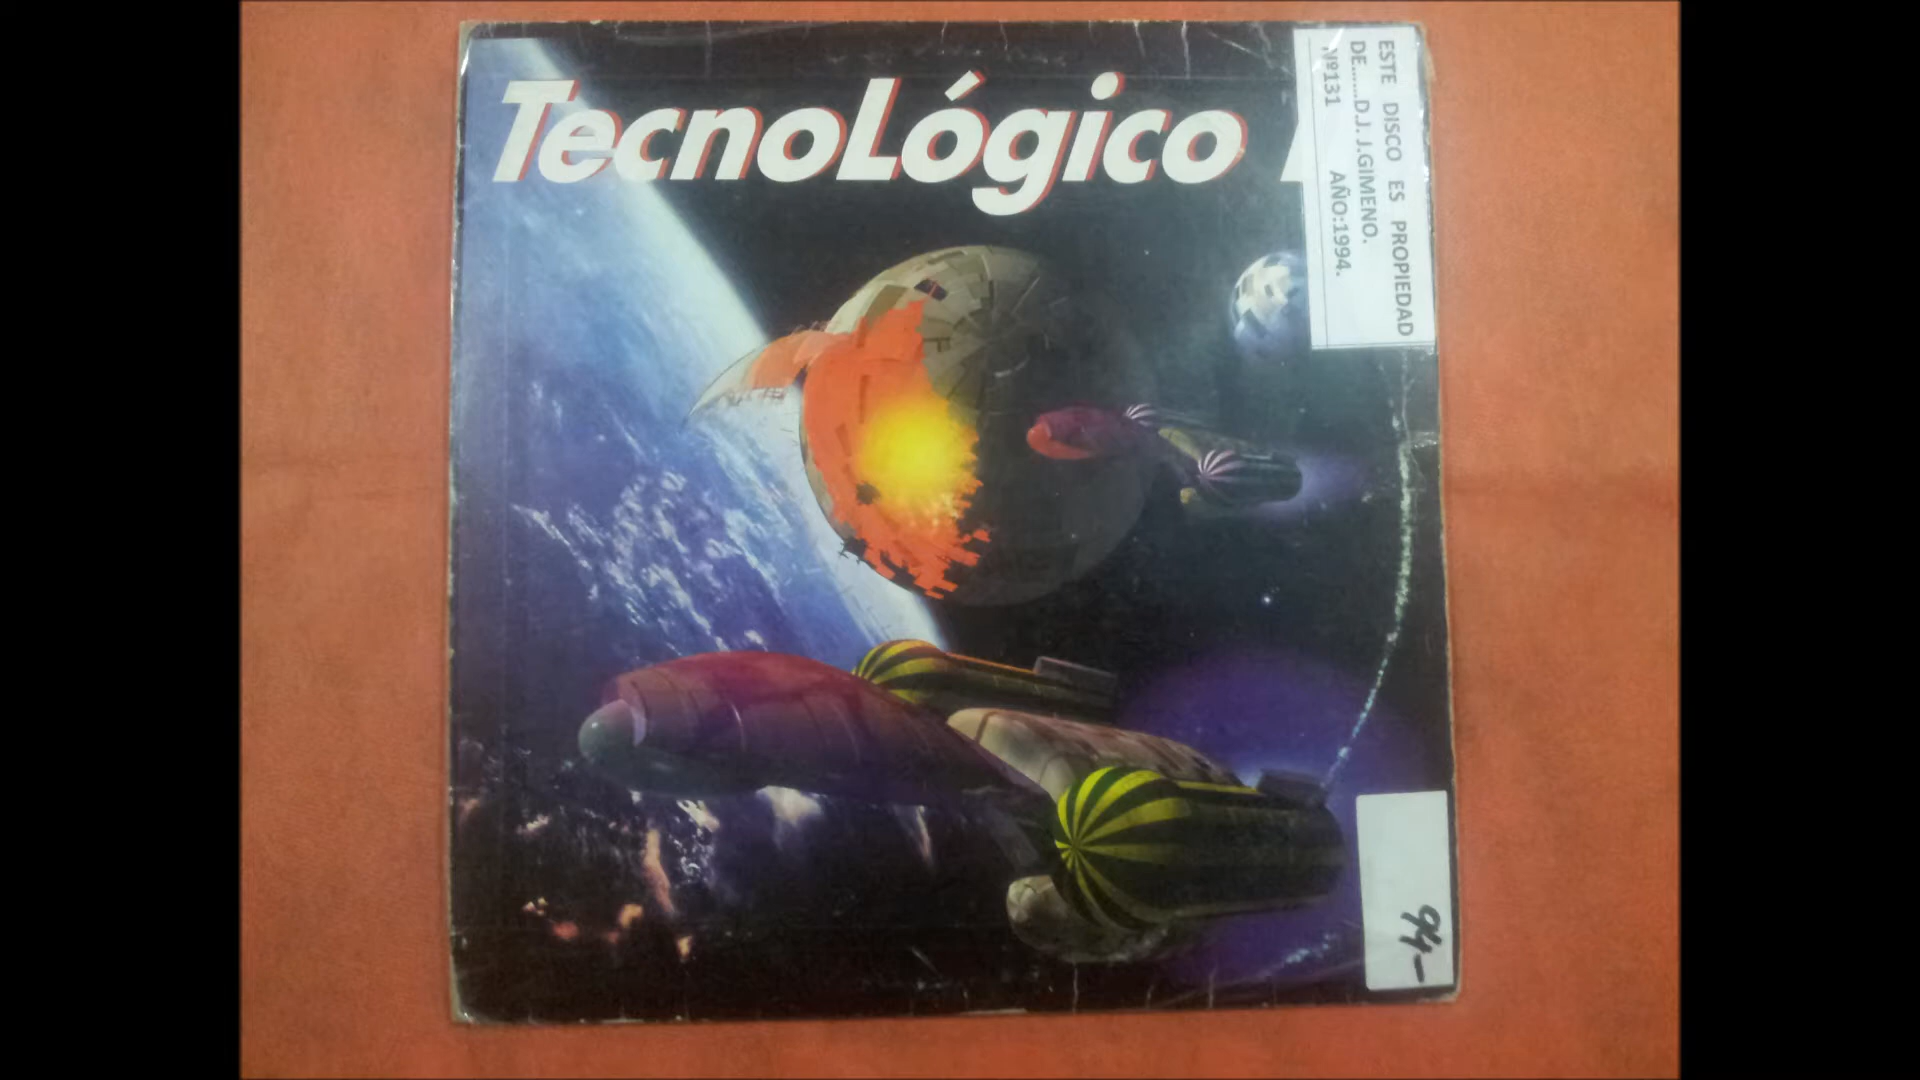 TecnoLógico
ESTE DISCO ES PROPIEDAD
DE......D.J. J.GIMENO.
Nº131 AÑO:1994.
94-